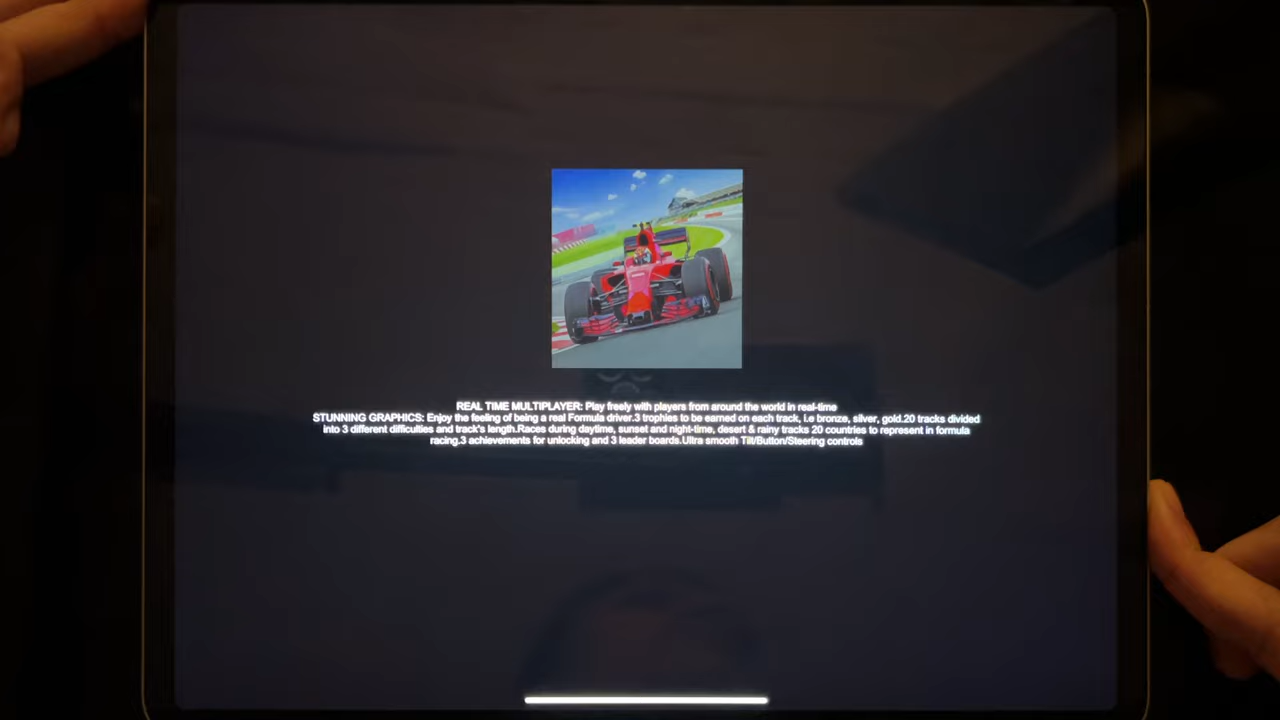 REAL TIME MULTIPLAYER: Play freely with players from around the world in real-time
STUNNING GRAPHICS: Enjoy the feeling of being a real Formula driver.3 trophies to be earned on each track, i.e bronze, silver, gold.20 tracks divided
into 3 different difficulties and track's length.Races during daytime, sunset and night-time, desert & rainy tracks 20 countries to represent in formula
racing.3 achievements for unlocking and 3 leader boards.Ultra smooth Tilt/Button/Steering controls